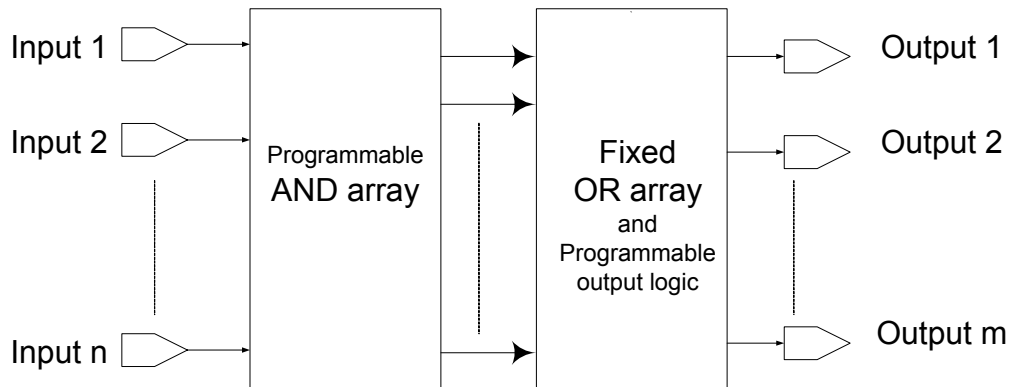 Input 1
Input 2
Input n
Programmable
AND array
Fixed
OR array
and
Programmable
output logic
Output 1
Output 2
Output m